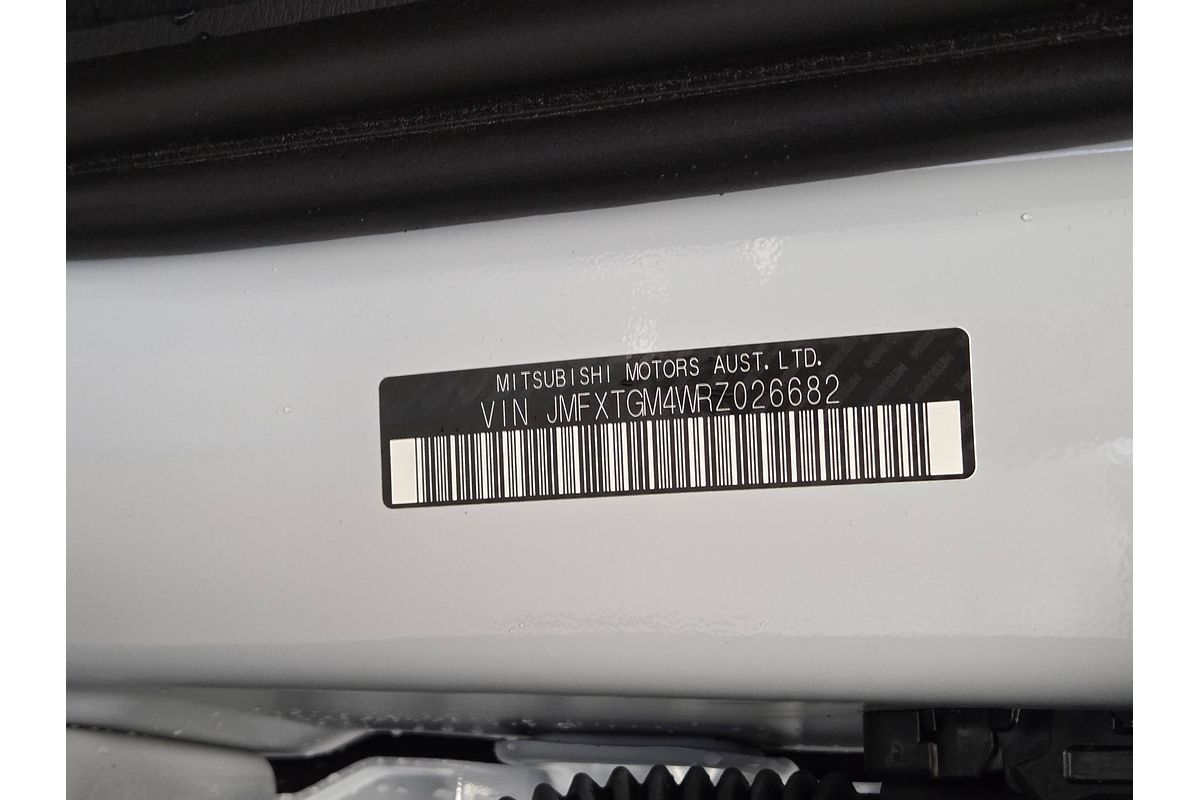 MITSUBISHI MOTORS AUST. LTD.
VIN JMFXTGM4WRZ026682